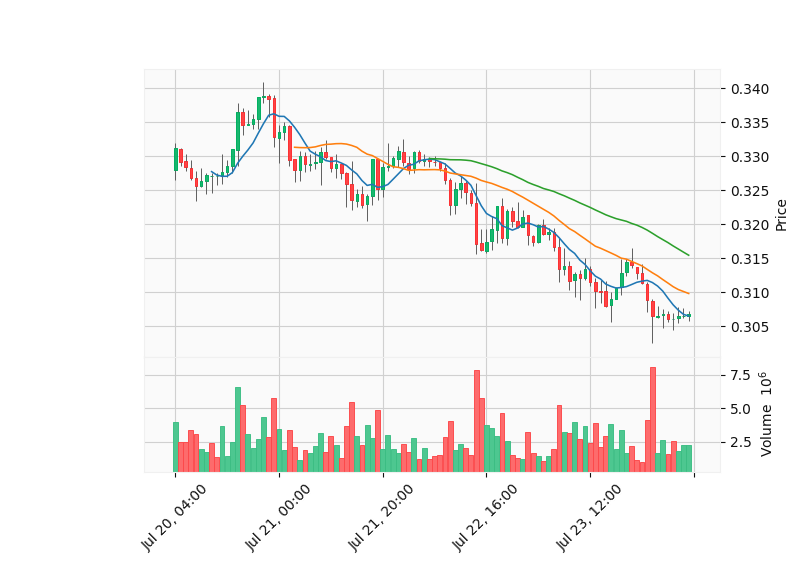 0.340
0.335
0.330
0.325
0.320
0.315
0.310
0.305
Price
7.5
5.0
2.5
Volume 10⁶
Jul 20, 04:00
Jul 21, 00:00
Jul 21, 20:00
Jul 22, 16:00
Jul 23, 12:00